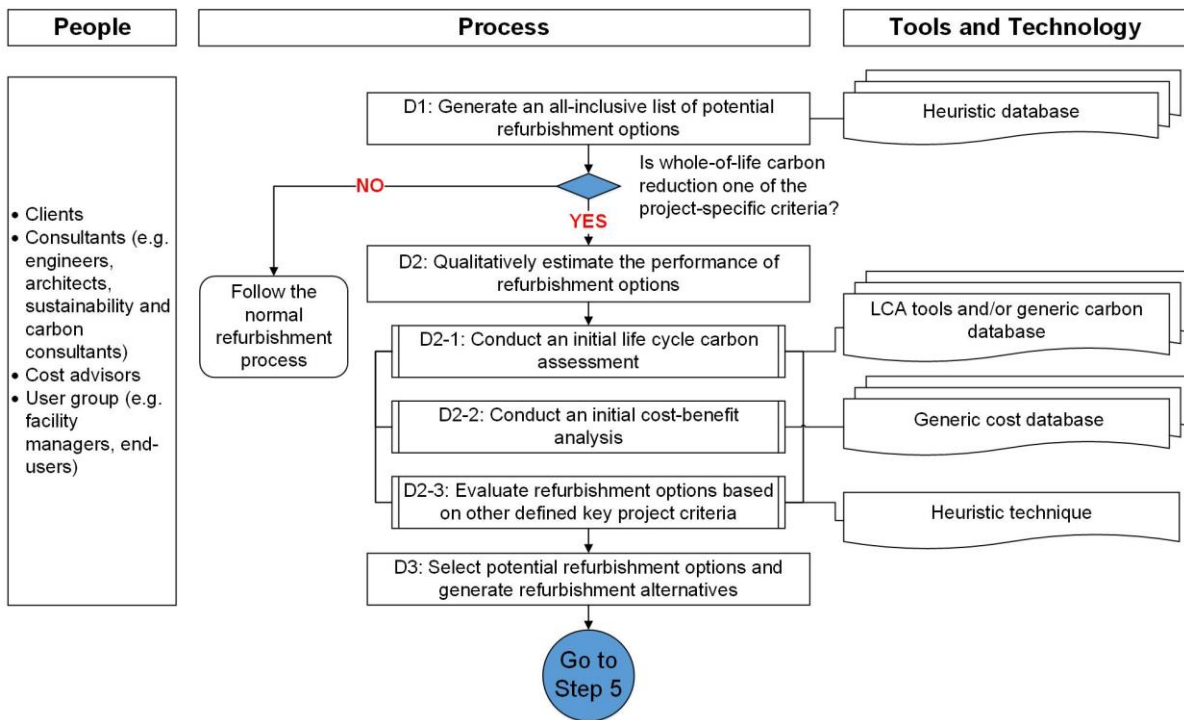 People
Process
Tools and Technology
• Clients
• Consultants (e.g.
engineers,
architects,
sustainability and
carbon
consultants)
• Cost advisors
• User group (e.g.
facility
managers, end-
users)
D1: Generate an all-inclusive list of potential
refurbishment options
Heuristic database
Is whole-of-life carbon
reduction one of the
project-specific criteria?
NO
YES
Follow the
normal
refurbishment
process
D2: Qualitatively estimate the performance of
refurbishment options
D2-1: Conduct an initial life cycle carbon
assessment
LCA tools and/or generic carbon
database
D2-2: Conduct an initial cost-benefit
analysis
Generic cost database
D2-3: Evaluate refurbishment options based
on other defined key project criteria
Heuristic technique
D3: Select potential refurbishment options and
generate refurbishment alternatives
Go to
Step 5